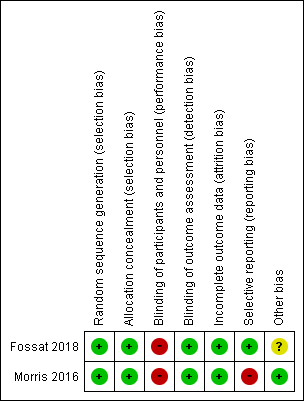 Random sequence generation (selection bias)
Allocation concealment (selection bias)
Blinding of participants and personnel (performance bias)
Blinding of outcome assessment (detection bias)
Incomplete outcome data (attrition bias)
Selective reporting (reporting bias)
Other bias
Fossat 2018 + + - + + + ?
Morris 2016 + + - + + - +